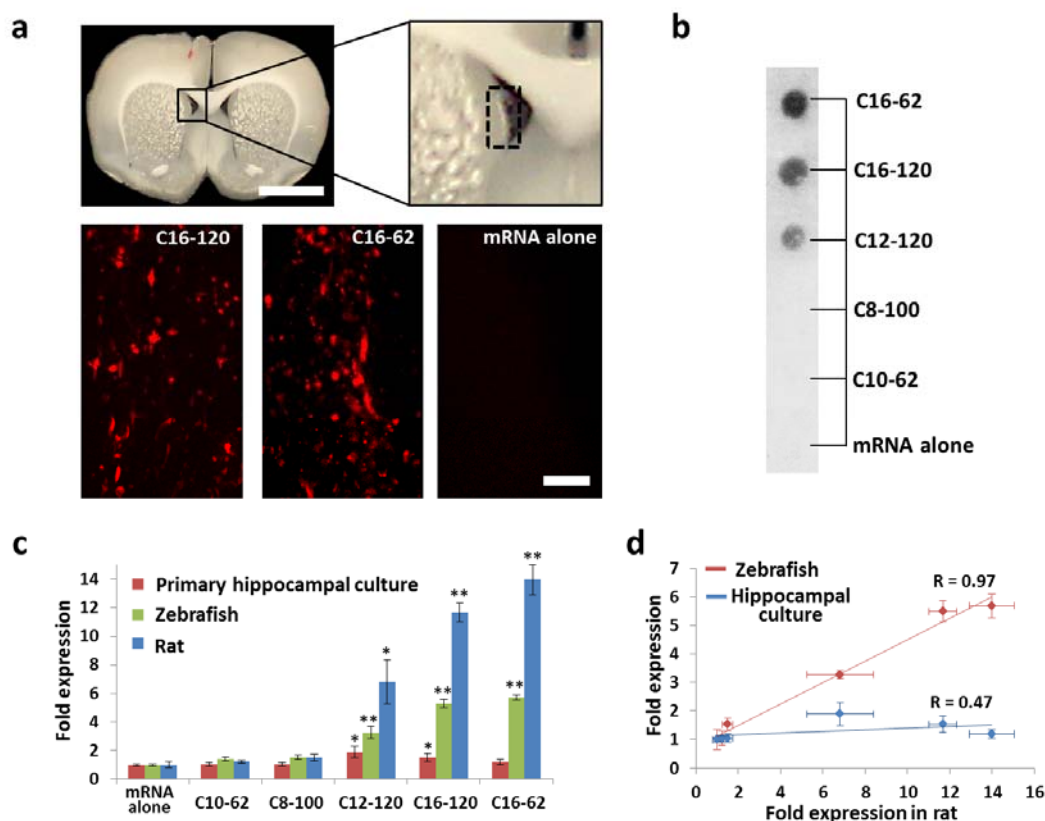 a
C16-120
C16-62
mRNA alone
b
C16-62
C16-120
C12-120
C8-100
C10-62
mRNA alone
c
Fold expression
14
12
10
8
6
4
2
0
Primary hippocampal culture
Zebrafish
Rat
*
**
*
*
**
**
**
**
mRNA alone
C10-62
C8-100
C12-120
C16-120
C16-62
d
Fold expression
7
6
5
4
3
2
1
0
Zebrafish
Hippocampal
culture
R = 0.97
R = 0.47
0 2 4 6 8 10 12 14 16
Fold expression in rat